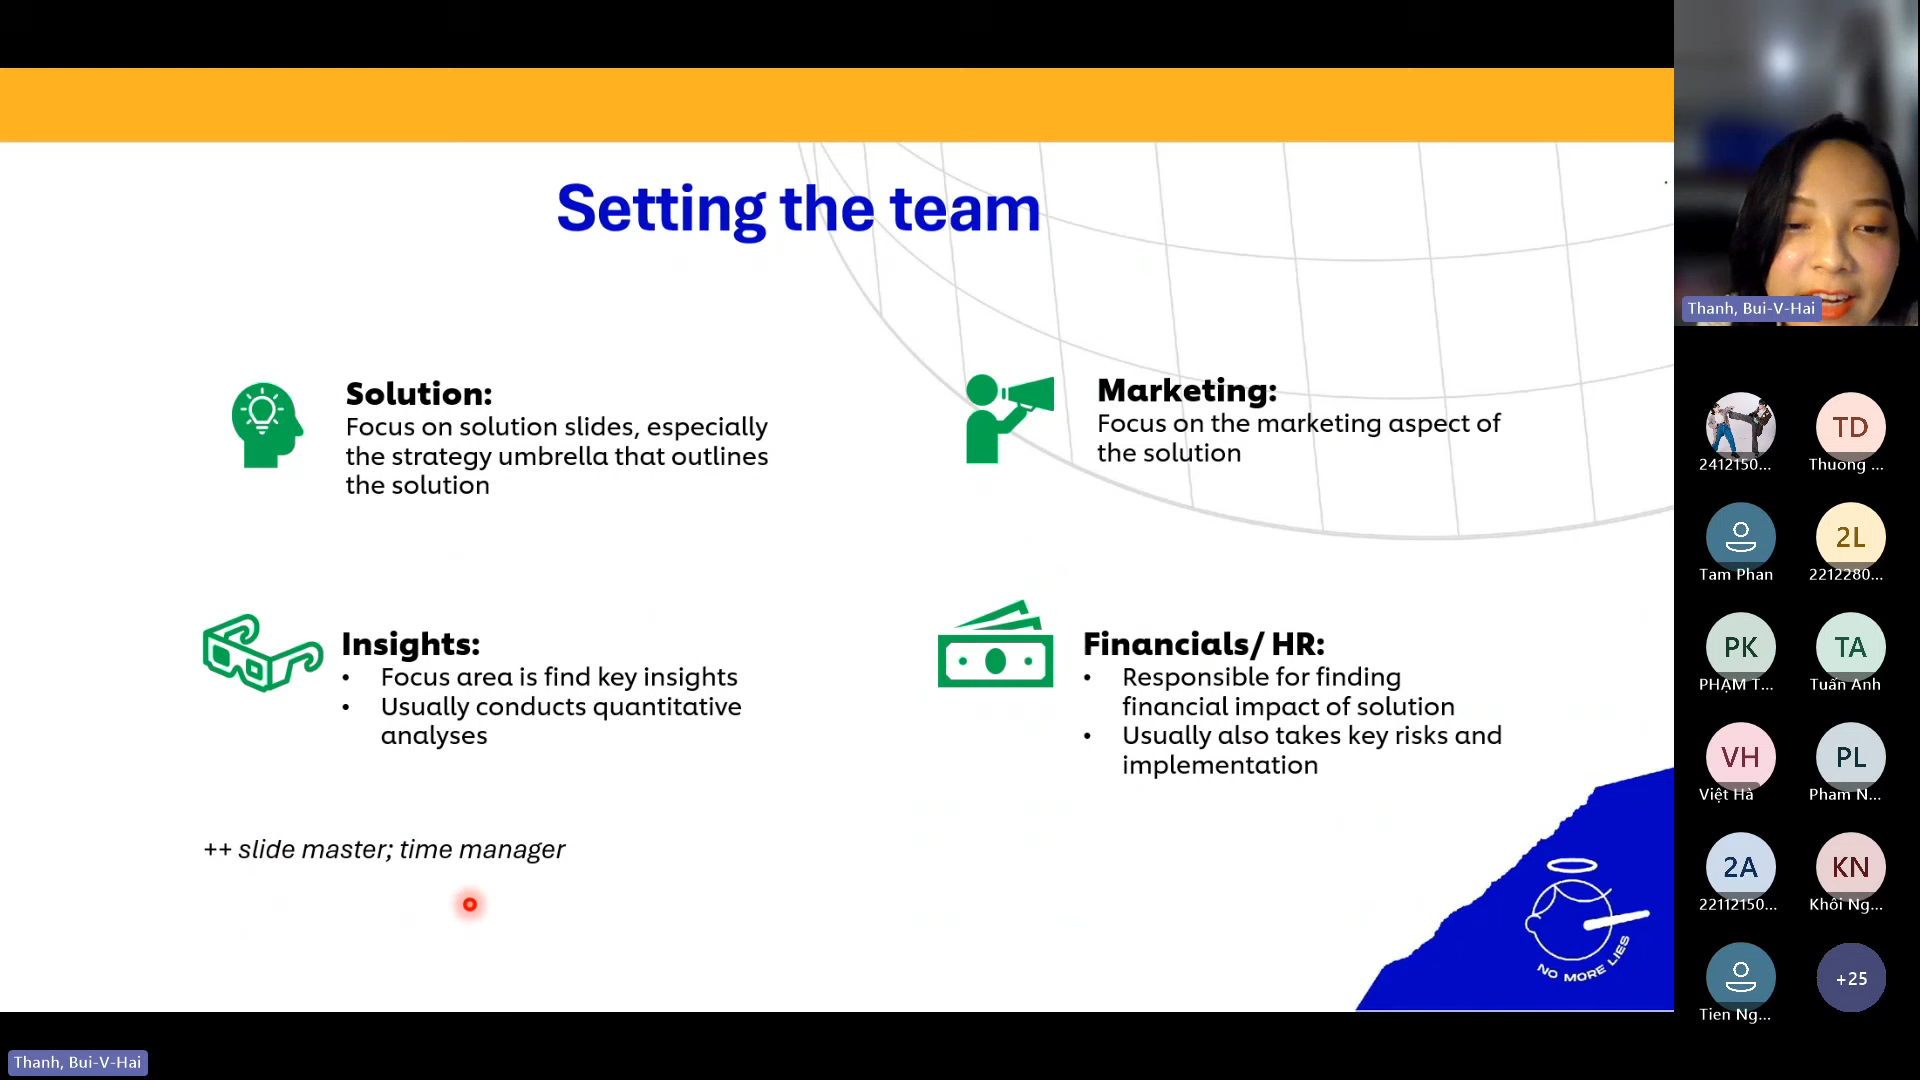 Setting the team
Solution:
Focus on solution slides, especially
the strategy umbrella that outlines
the solution
Marketing:
Focus on the marketing aspect of
the solution
Insights:
• Focus area is find key insights
• Usually conducts quantitative
analyses
Financials/ HR:
• Responsible for finding
financial impact of solution
• Usually also takes key risks and
implementation
++ slide master; time manager
NO MORE LIES
Thanh, Bui-V-Hai
2412150...
TD
Thuong ...
Tam Phan
2L
2212280...
PK
PHẠM T...
TA
Tuấn Anh
VH
Việt Hà
PL
Pham N...
2A
22112150...
KN
Khôi Ng...
Tien Ng...
+25
Thanh, Bui-V-Hai